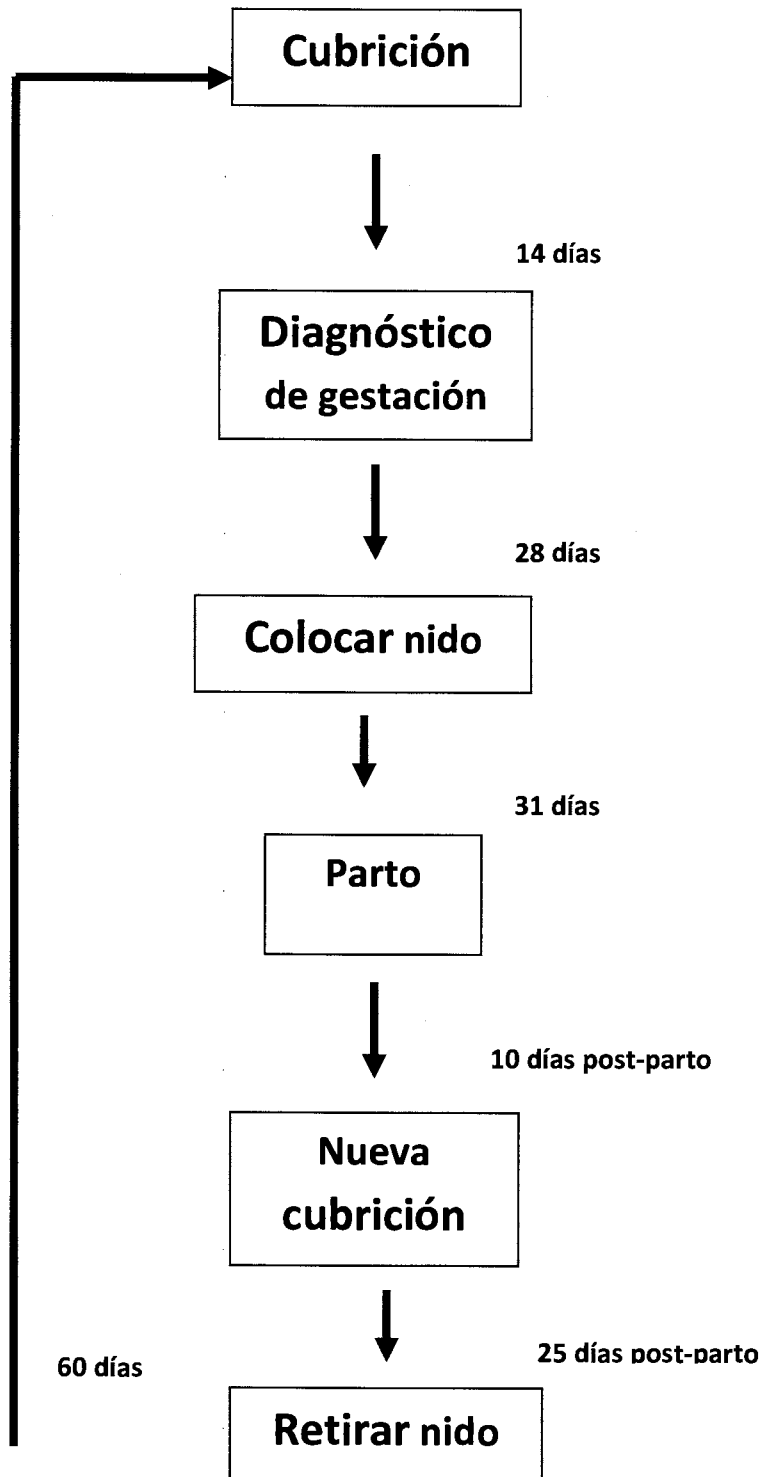 Cubrición
14 días
Diagnóstico
de gestación
28 días
Colocar nido
31 días
Parto
10 días post-parto
Nueva
cubrición
25 días post-parto
60 días
Retirar nido